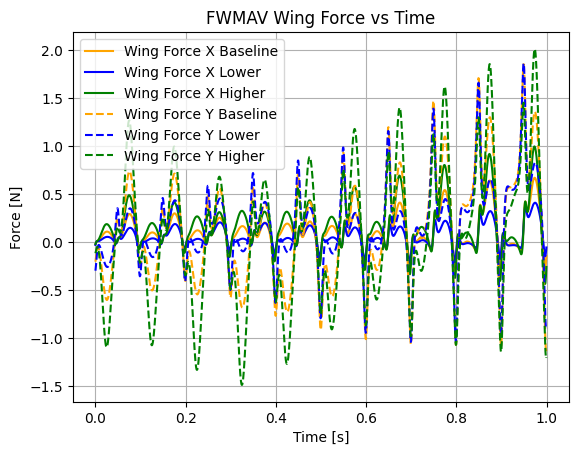 FWMAV Wing Force vs Time
Wing Force X Baseline
Wing Force X Lower
Wing Force X Higher
Wing Force Y Baseline
Wing Force Y Lower
Wing Force Y Higher
Force [N]
2.0
1.5
1.0
0.5
0.0
−0.5
−1.0
−1.5
0.0 0.2 0.4 0.6 0.8 1.0
Time [s]